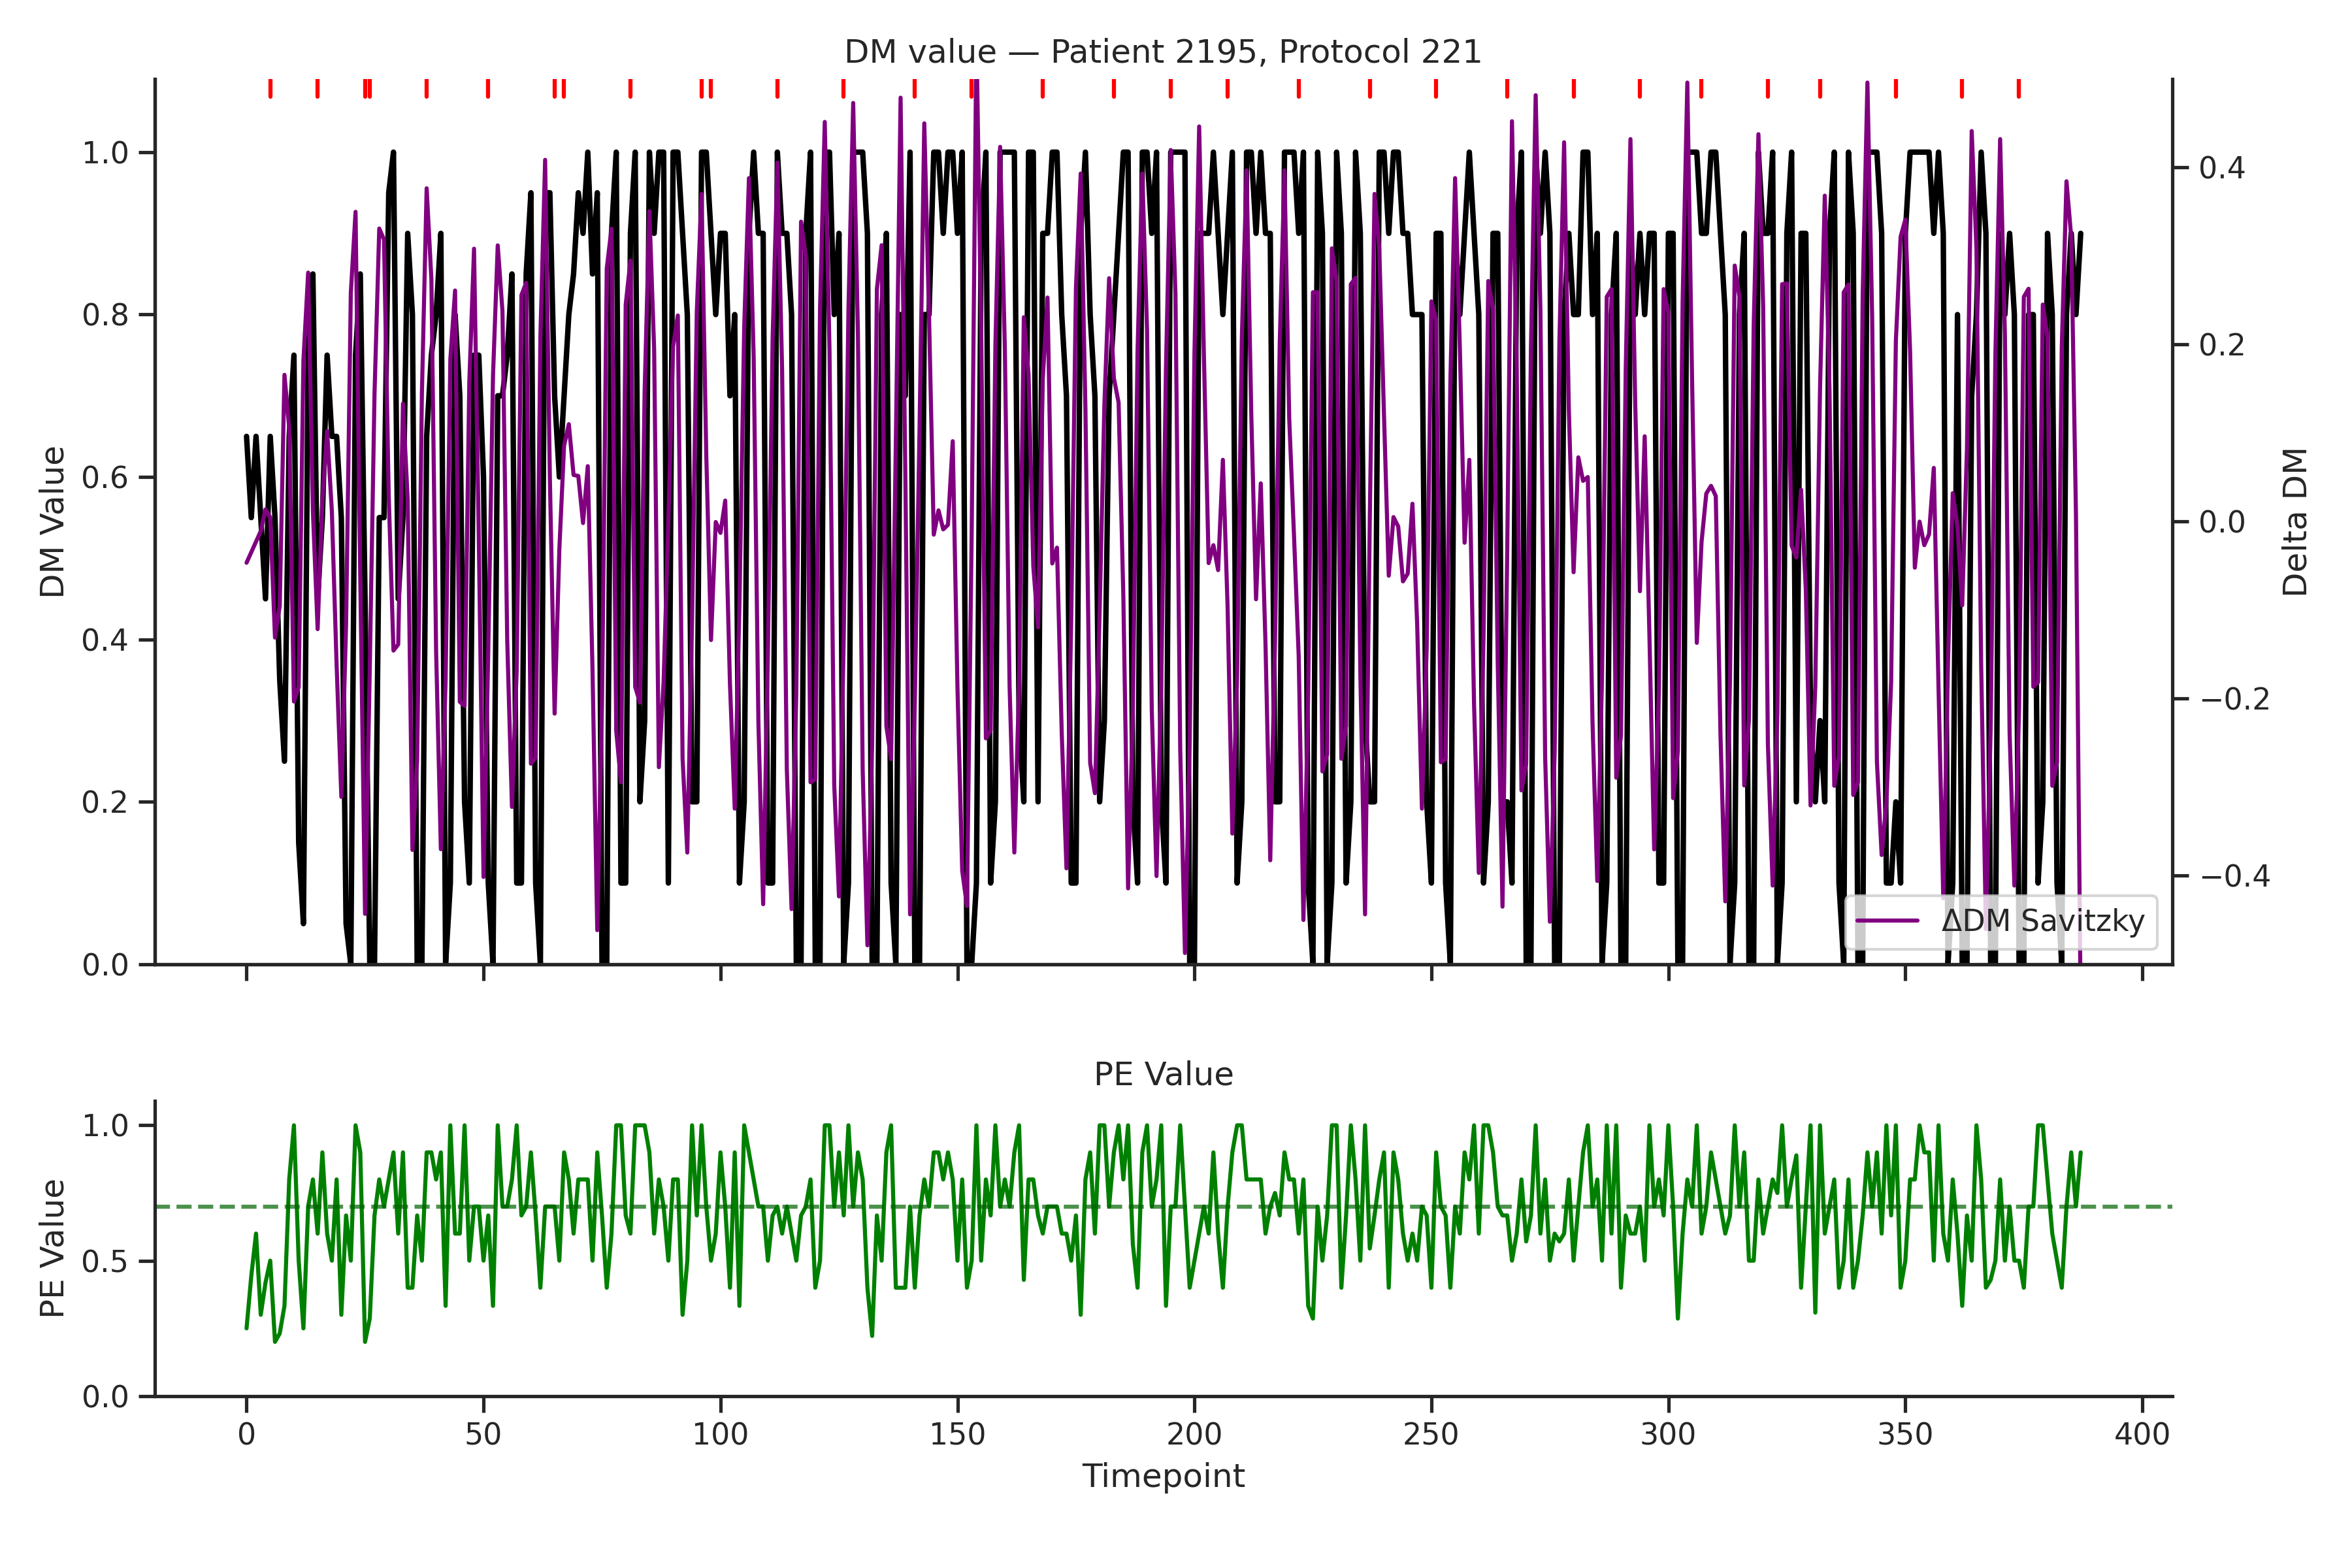 DM value — Patient 2195, Protocol 221
1.0
0.8
0.6
0.4
0.2
0.0
DM Value
0.4
0.2
0.0
−0.2
−0.4
Delta DM
ΔDM Savitzky
PE Value
1.0
0.5
0.0
PE Value
0 50 100 150 200 250 300 350 400
Timepoint